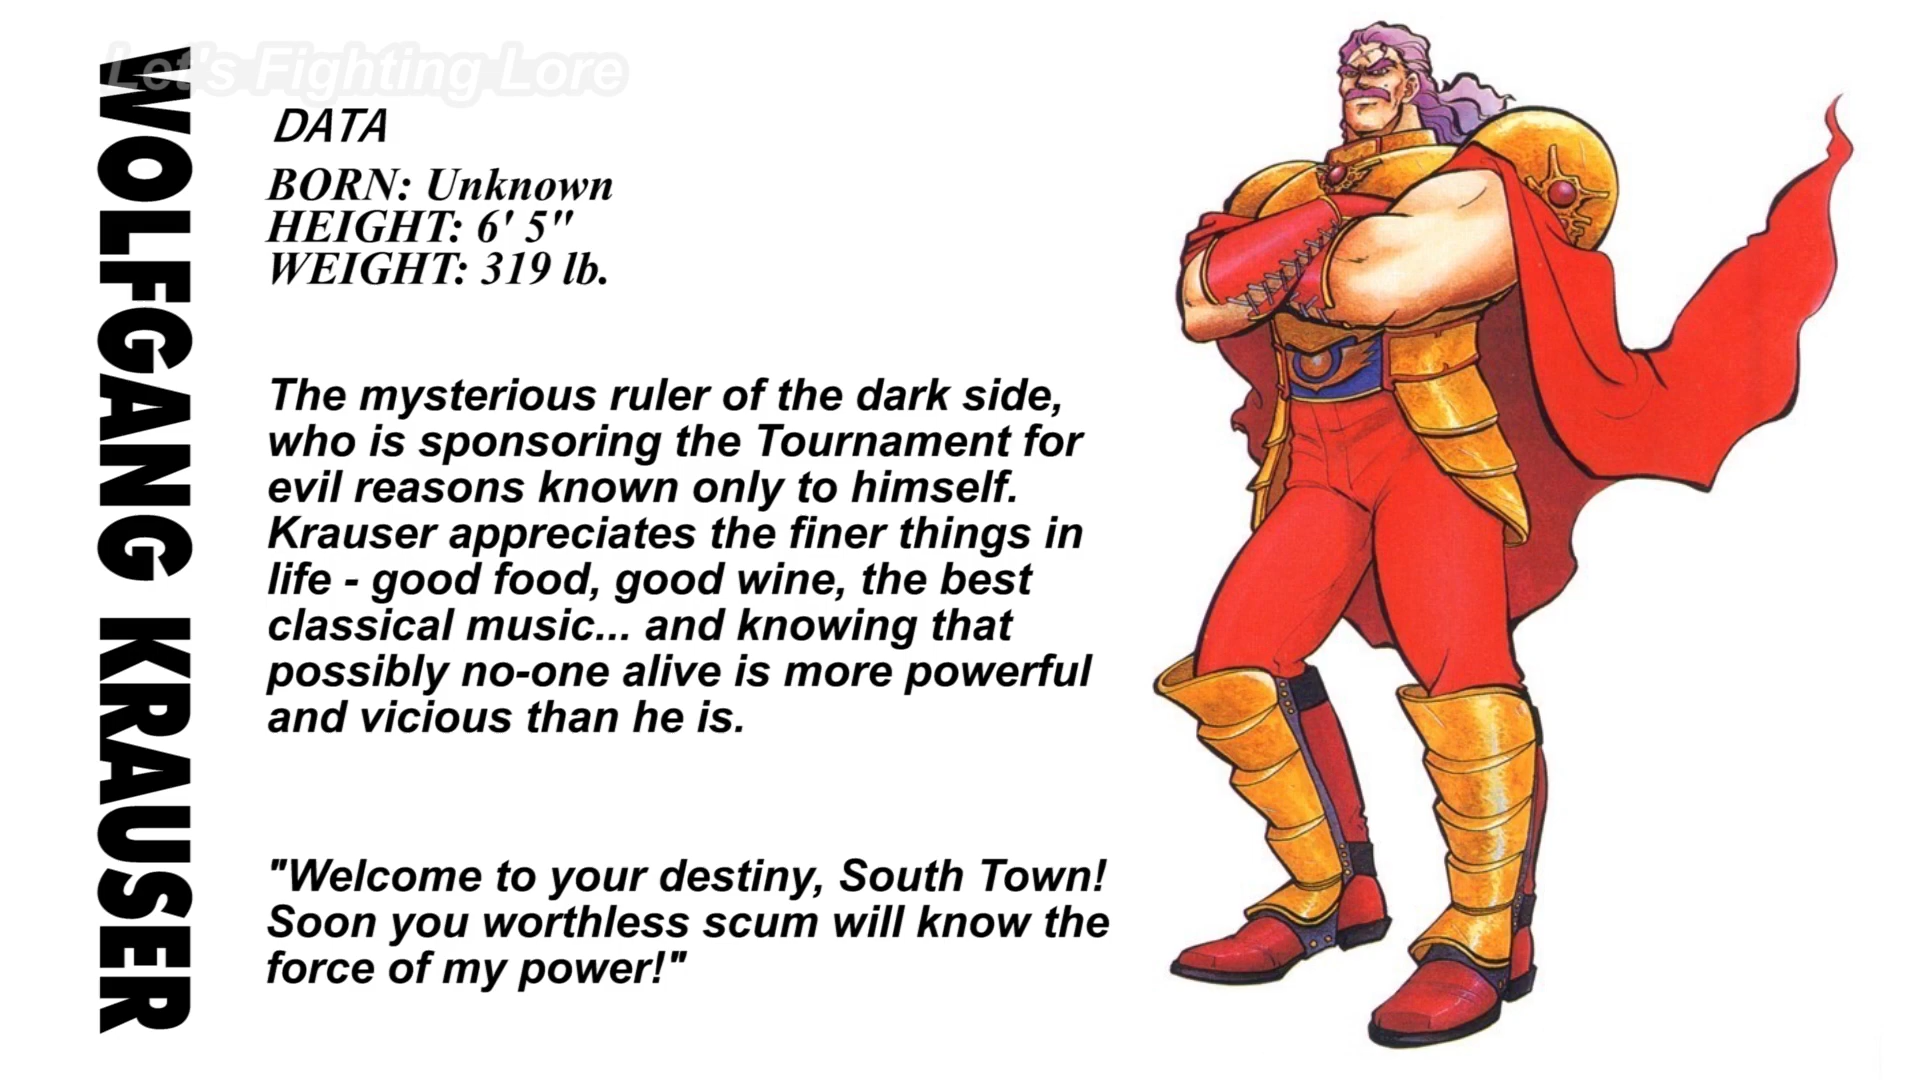 Let's Fighting Lore
WOLFGANG KRAUSER
DATA
BORN: Unknown
HEIGHT: 6' 5"
WEIGHT: 319 lb.
The mysterious ruler of the dark side,
who is sponsoring the Tournament for
evil reasons known only to himself.
Krauser appreciates the finer things in
life - good food, good wine, the best
classical music... and knowing that
possibly no-one alive is more powerful
and vicious than he is.
"Welcome to your destiny, South Town!
Soon you worthless scum will know the
force of my power!"